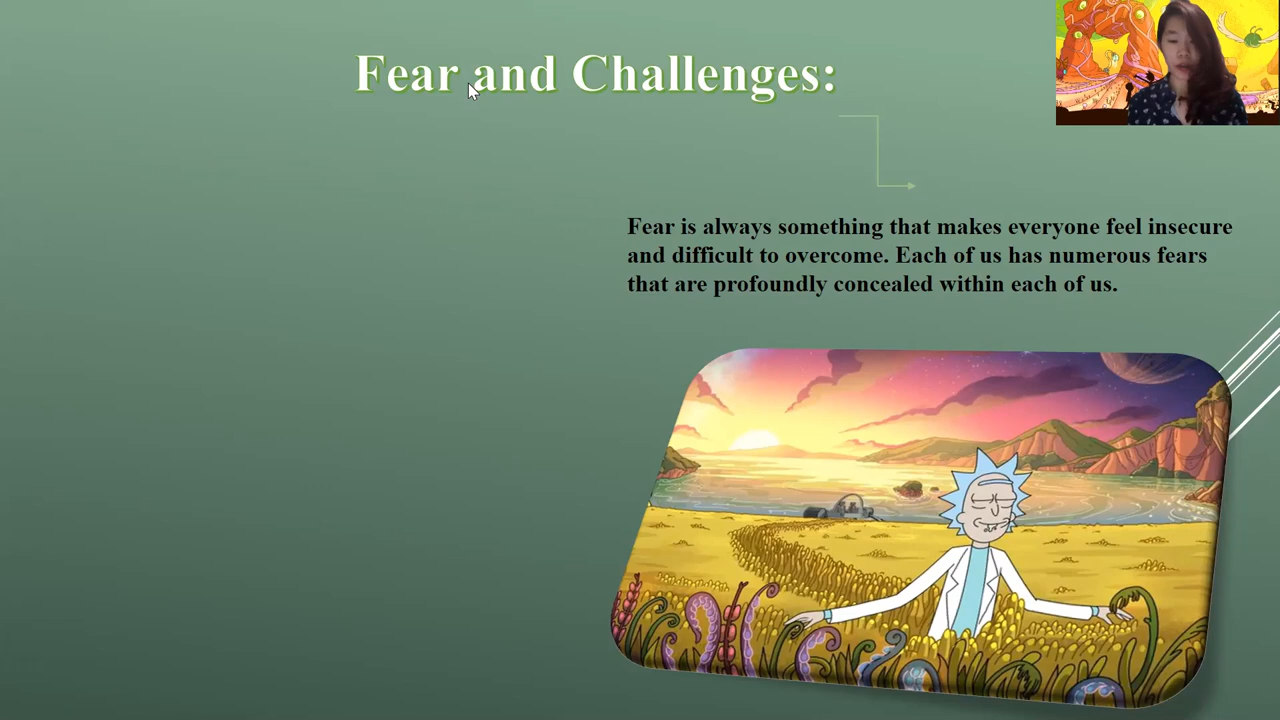 Fear and Challenges:
Fear is always something that makes everyone feel insecure
and difficult to overcome. Each of us has numerous fears
that are profoundly concealed within each of us.